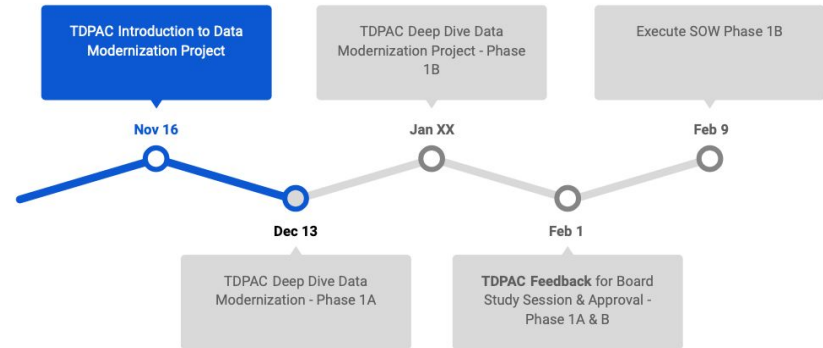 TDPAC Introduction to Data
Modernization Project
TDPAC Deep Dive Data
Modernization Project - Phase
1B
Execute SOW Phase 1B
Nov 16
Jan XX
Feb 9
Dec 13
Feb 1
TDPAC Deep Dive Data
Modernization - Phase 1A
TDPAC Feedback for Board
Study Session & Approval -
Phase 1A & B